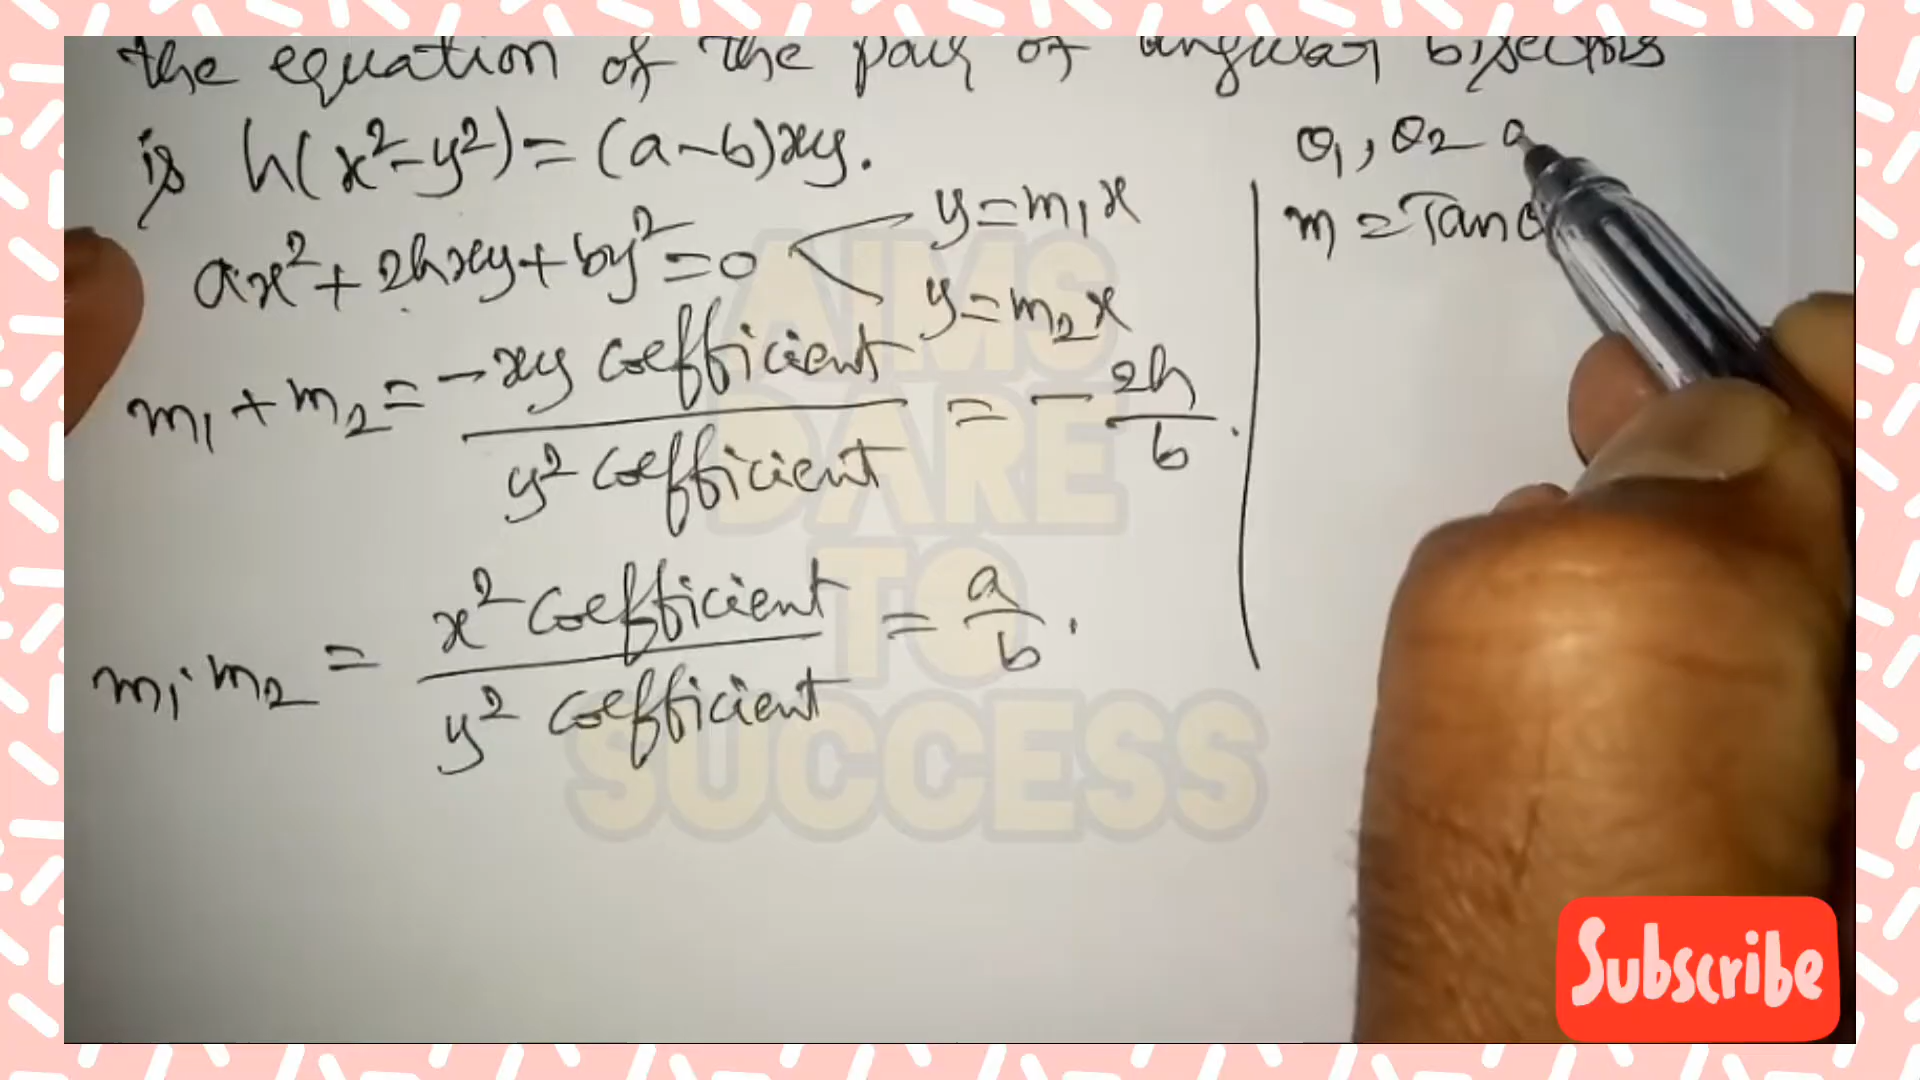 the equation of the pair of angular bisectors
is h(x²-y²)=(a-b)xy.
ax²+2hxy+by²=0
y=m₁x
y=m₂x
m₁+m₂= -xy coefficient / y² coefficient = -2h/b.
m₁.m₂ = x² coefficient / y² coefficient = a/b.
θ₁, θ₂
m = Tanθ
AIMS
DARE
TO
SUCCESS
Subscribe